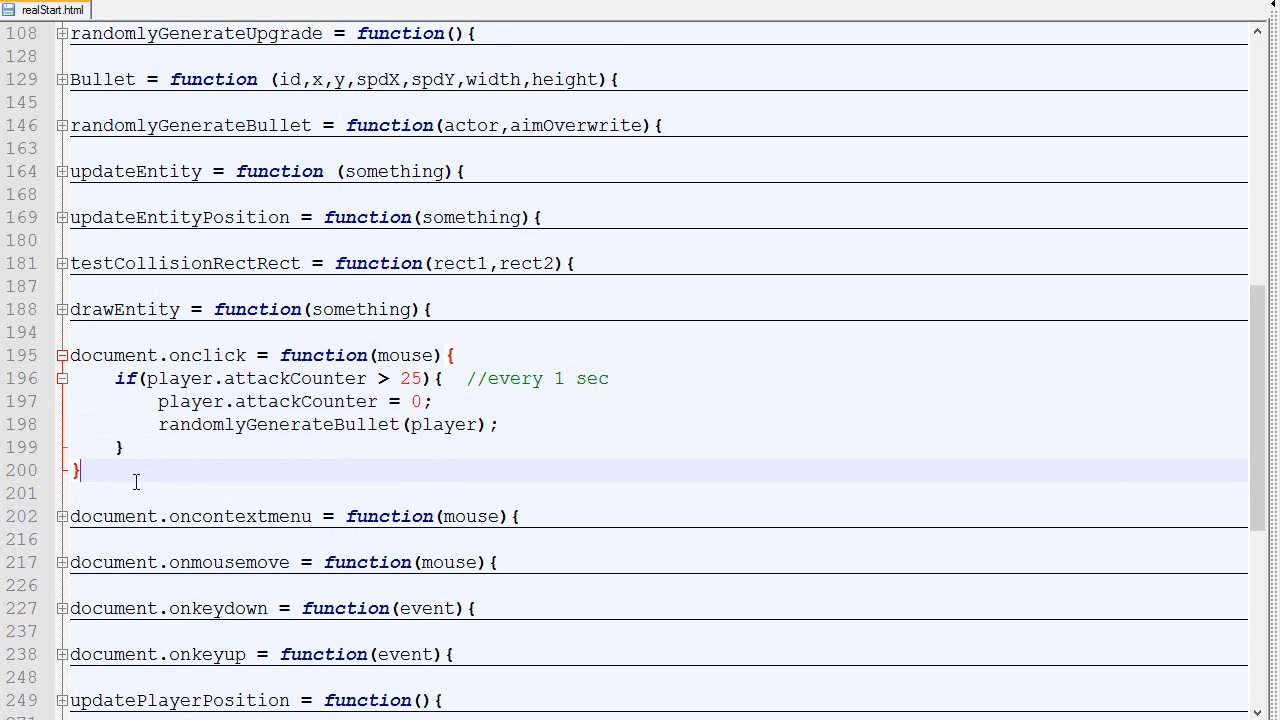 realStart.html
108 randomlyGenerateUpgrade = function(){
128
129 Bullet = function (id,x,y,spdX,spdY,width,height){
145
146 randomlyGenerateBullet = function(actor,aimOverwrite){
163
164 updateEntity = function (something){
168
169 updateEntityPosition = function(something){
180
181 testCollisionRectRect = function(rect1,rect2){
187
188 drawEntity = function(something){
194
195 document.onclick = function(mouse){
196 if(player.attackCounter > 25){ //every 1 sec
197 player.attackCounter = 0;
198 randomlyGenerateBullet(player);
199 }
200 }
201
202 document.oncontextmenu = function(mouse){
216
217 document.onmousemove = function(mouse){
226
227 document.onkeydown = function(event){
237
238 document.onkeyup = function(event){
248
249 updatePlayerPosition = function(){